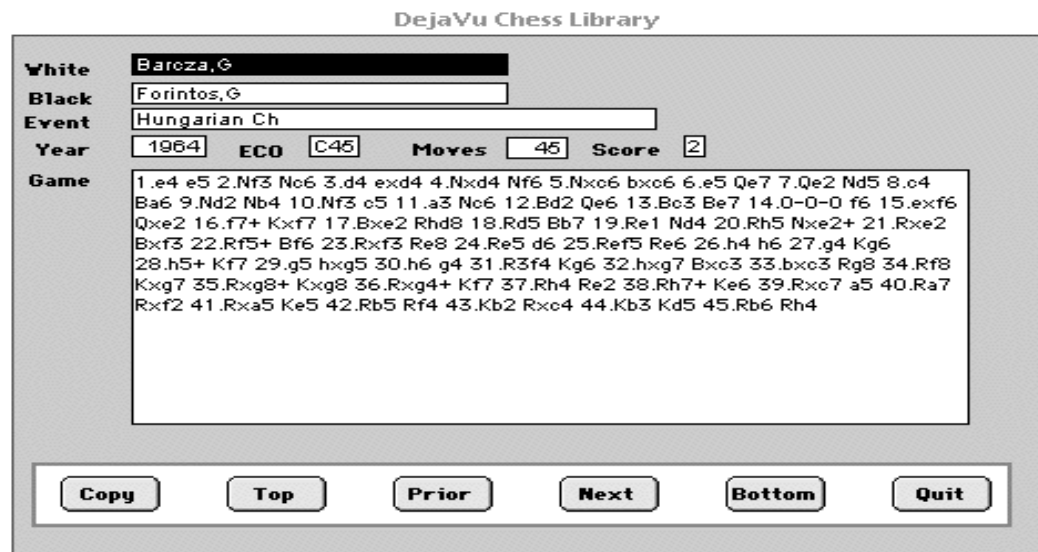 DejaVu Chess Library
White Barcza,G
Black Forintos,G
Event Hungarian Ch
Year 1964 ECO C45 Moves 45 Score 2
Game
1.e4 e5 2.Nf3 Nc6 3.d4 exd4 4.Nxd4 Nf6 5.Nxc6 bxc6 6.e5 Qe7 7.Qe2 Nd5 8.c4
Ba6 9.Nd2 Nb4 10.Nf3 c5 11.a3 Nc6 12.Bd2 Qe6 13.Bc3 Be7 14.0-0-0 f6 15.exf6
Qxe2 16.f7+ Kxf7 17.Bxe2 Rhd8 18.Rd5 Bb7 19.Re1 Nd4 20.Rh5 Nxe2+ 21.Rxe2
Bxf3 22.Rf5+ Bf6 23.Rxf3 Re8 24.Re5 d6 25.Ref5 Re6 26.h4 h6 27.g4 Kg6
28.h5+ Kf7 29.g5 hxg5 30.h6 g4 31.R3f4 Kg6 32.hxg7 Bxc3 33.bxc3 Rg8 34.Rf8
Kxg7 35.Rxg8+ Kxg8 36.Rxg4+ Kf7 37.Rh4 Re2 38.Rh7+ Ke6 39.Rxc7 a5 40.Ra7
Rxf2 41.Rxa5 Ke5 42.Rb5 Rf4 43.Kb2 Rxc4 44.Kb3 Kd5 45.Rb6 Rh4
Copy Top Prior Next Bottom Quit